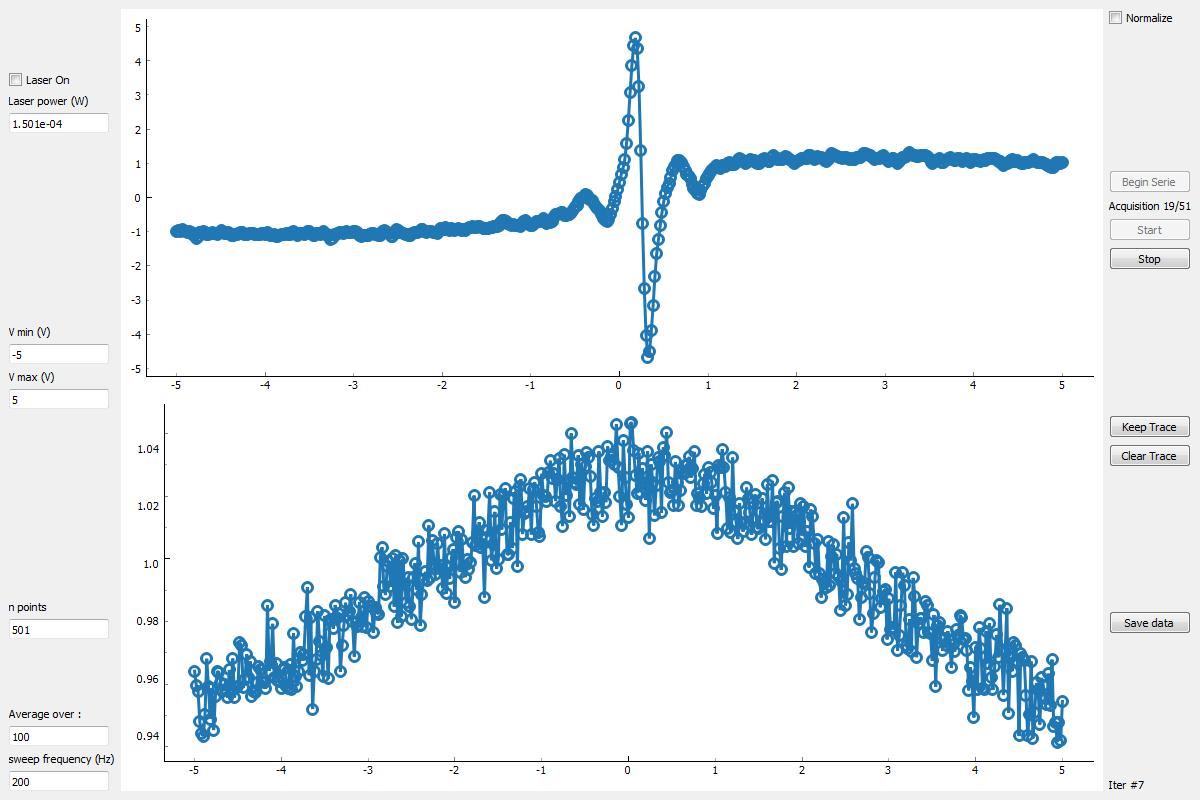 Laser On
Laser power (W)
1.501e-04
V min (V)
-5
V max (V)
5
n points
501
Average over :
100
sweep frequency (Hz)
200
5
4
3
2
1
0
-1
-2
-3
-4
-5
-5 -4 -3 -2 -1 0 1 2 3 4 5
1.04
1.02
1.0
0.98
0.96
0.94
-5 -4 -3 -2 -1 0 1 2 3 4 5
Normalize
Begin Serie
Acquisition 19/51
Start
Stop
Keep Trace
Clear Trace
Save data
Iter #7